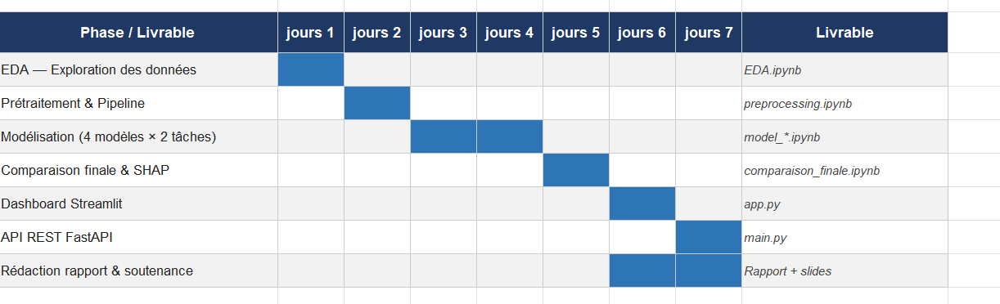 Phase / Livrable jours 1 jours 2 jours 3 jours 4 jours 5 jours 6 jours 7 Livrable
EDA — Exploration des données EDA.ipynb
Prétraitement & Pipeline preprocessing.ipynb
Modélisation (4 modèles × 2 tâches) model_*.ipynb
Comparaison finale & SHAP comparaison_finale.ipynb
Dashboard Streamlit app.py
API REST FastAPI main.py
Rédaction rapport & soutenance Rapport + slides